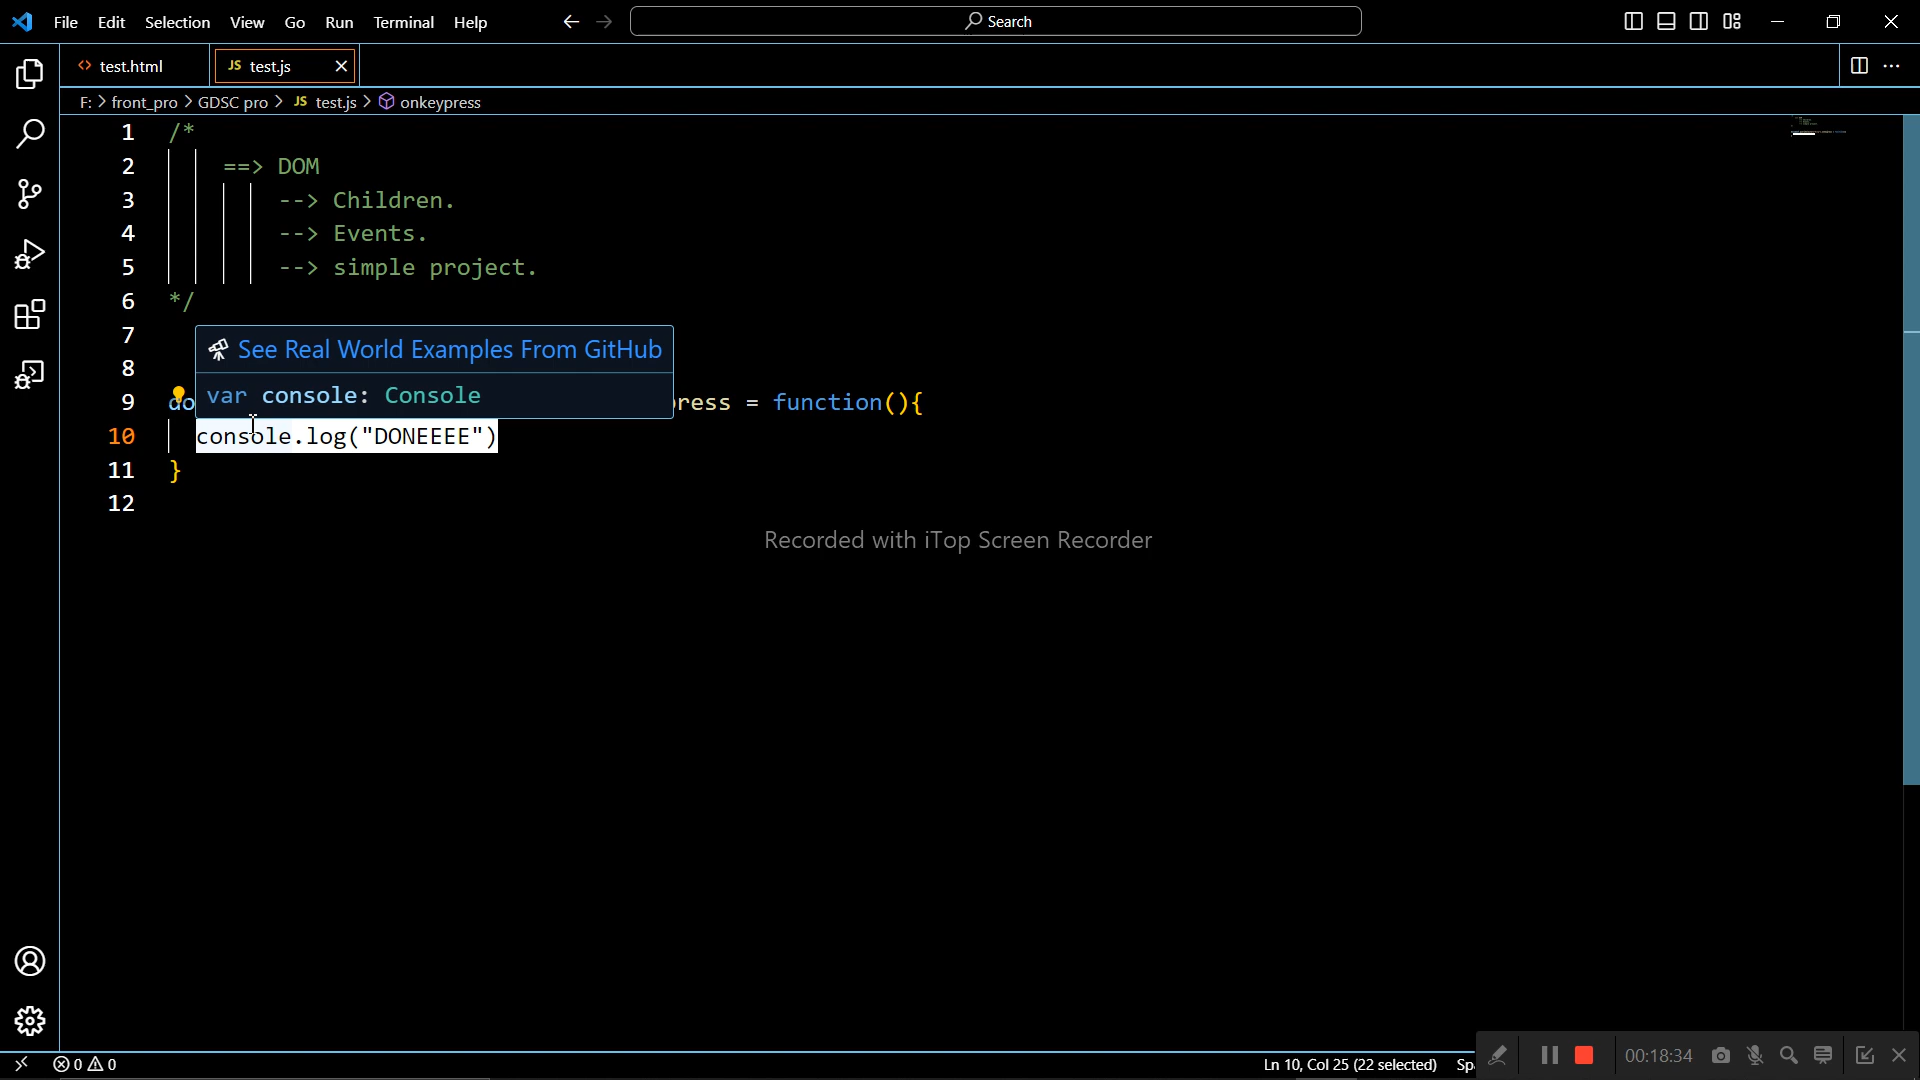 File Edit Selection View Go Run Terminal Help
Search
test.html
JS test.js
F: > front_pro > GDSC pro > JS test.js > onkeypress
1 /*
2 ==> DOM
3 --> Children.
4 --> Events.
5 --> simple project.
6 */
7
See Real World Examples From GitHub
8
var console: Console
9 do press = function(){
10 console.log("DONEEEE")
11 }
12
Recorded with iTop Screen Recorder
0 0
Ln 10, Col 25 (22 selected)
00:18:34